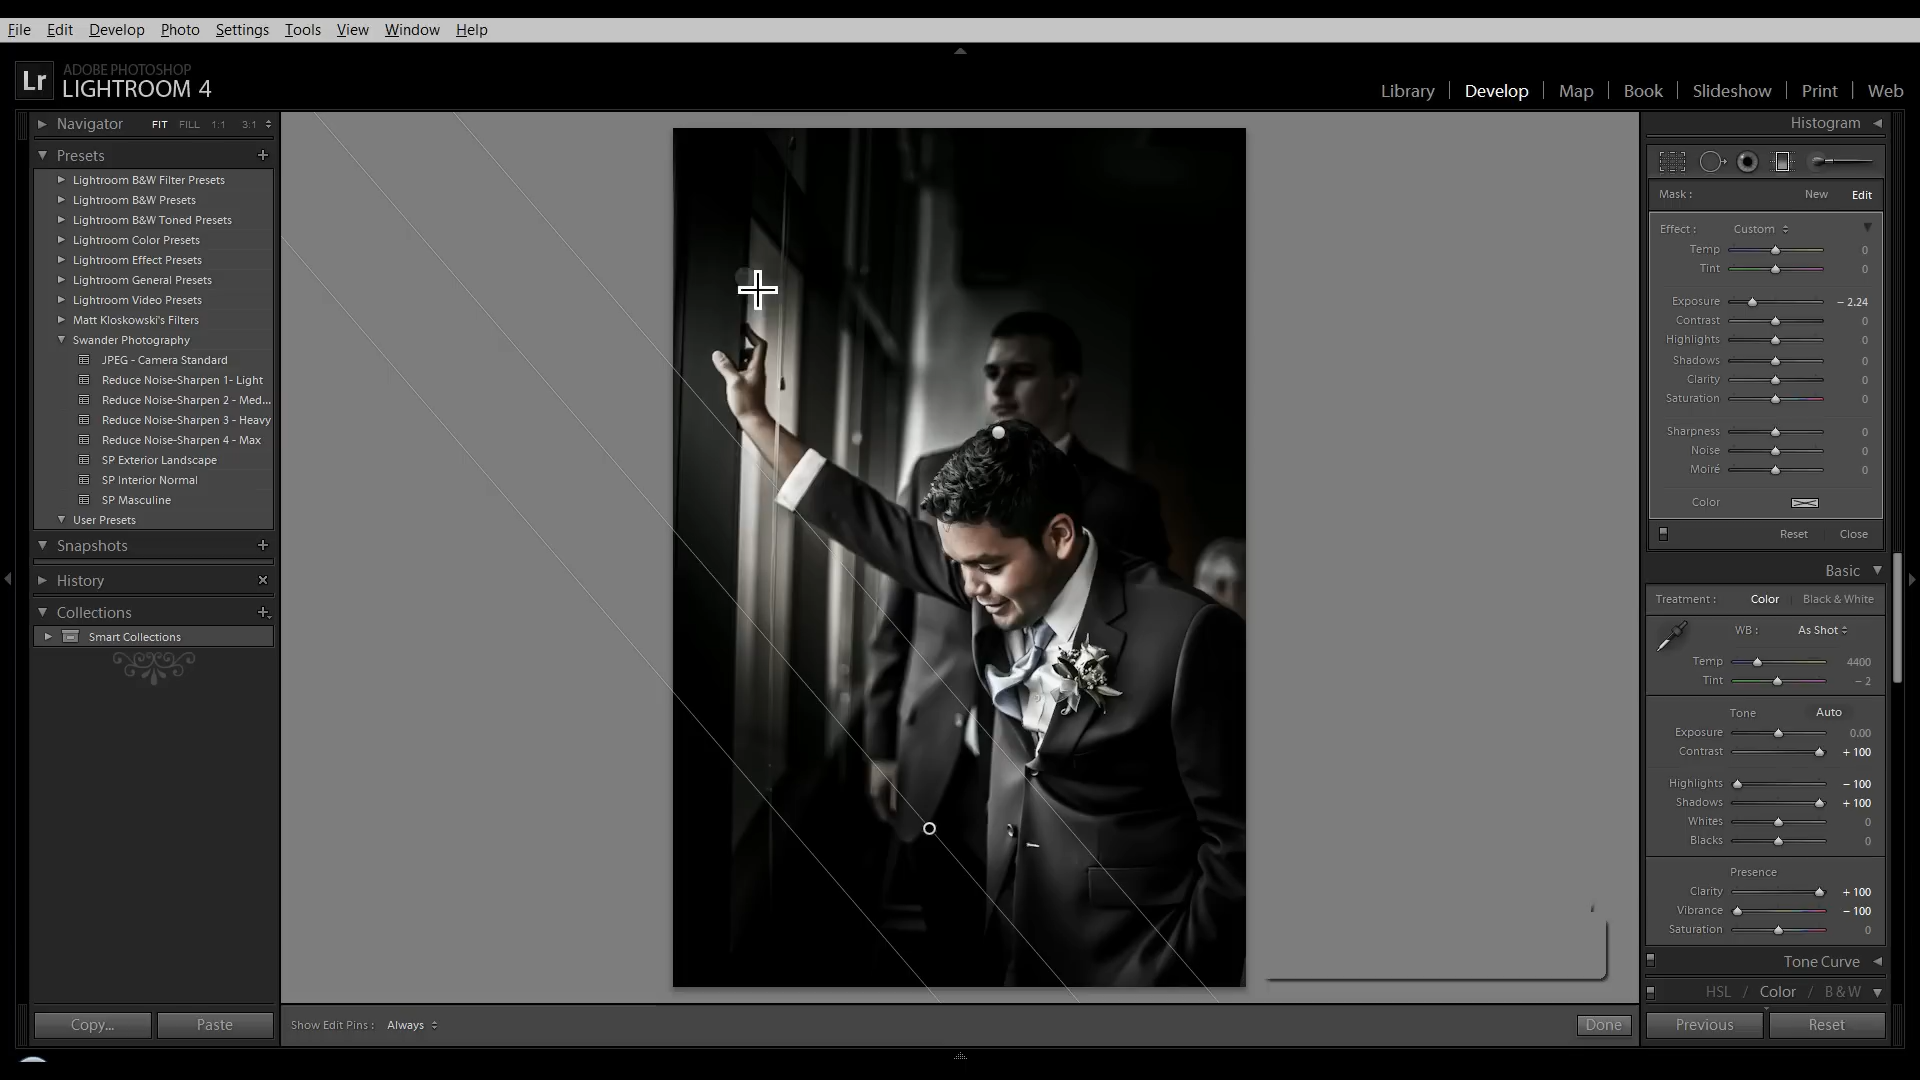 File Edit Develop Photo Settings Tools View Window Help
Lr ADOBE PHOTOSHOP
LIGHTROOM 4
Library Develop Map Book Slideshow Print Web
Navigator FIT FILL 1:1 3:1
Presets
Lightroom B&W Filter Presets
Lightroom B&W Presets
Lightroom B&W Toned Presets
Lightroom Color Presets
Lightroom Effect Presets
Lightroom General Presets
Lightroom Video Presets
Matt Kloskowski's Filters
Swander Photography
JPEG - Camera Standard
Reduce Noise-Sharpen 1- Light
Reduce Noise-Sharpen 2 - Med...
Reduce Noise-Sharpen 3 - Heavy
Reduce Noise-Sharpen 4 - Max
SP Exterior Landscape
SP Interior Normal
SP Masculine
User Presets
Snapshots
History
Collections
Smart Collections
Copy... Paste
Show Edit Pins : Always
Done
Histogram
Mask : New Edit
Effect : Custom
Temp 0
Tint 0
Exposure − 2.24
Contrast 0
Highlights 0
Shadows 0
Clarity 0
Saturation 0
Sharpness 0
Noise 0
Moiré 0
Color
Reset Close
Basic
Treatment : Color Black & White
WB : As Shot
Temp 4400
Tint − 2
Tone Auto
Exposure 0.00
Contrast + 100
Highlights − 100
Shadows + 100
Whites 0
Blacks 0
Presence
Clarity + 100
Vibrance − 100
Saturation 0
Tone Curve
HSL / Color / B & W
Previous Reset